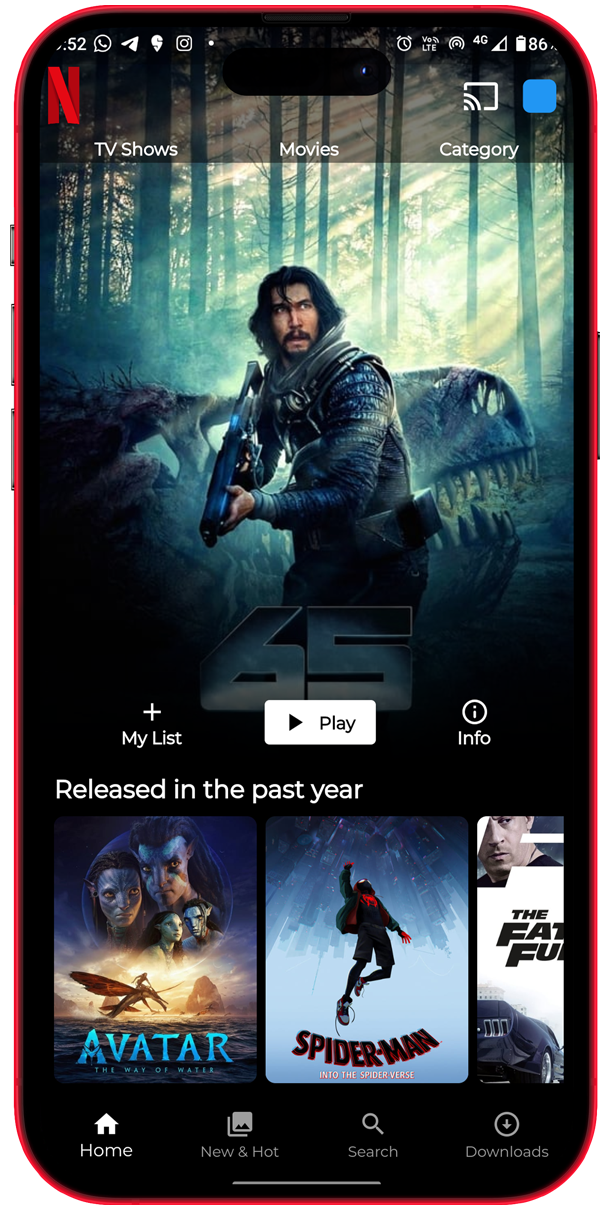 :52
Vo
LTE
4G
86
N
TV Shows
Movies
Category
65
My List
Play
Info
Released in the past year
AVATAR
THE WAY OF WATER
SPIDER-MAN
INTO THE SPIDER-VERSE
THE
FAT
FU
Home
New & Hot
Search
Downloads